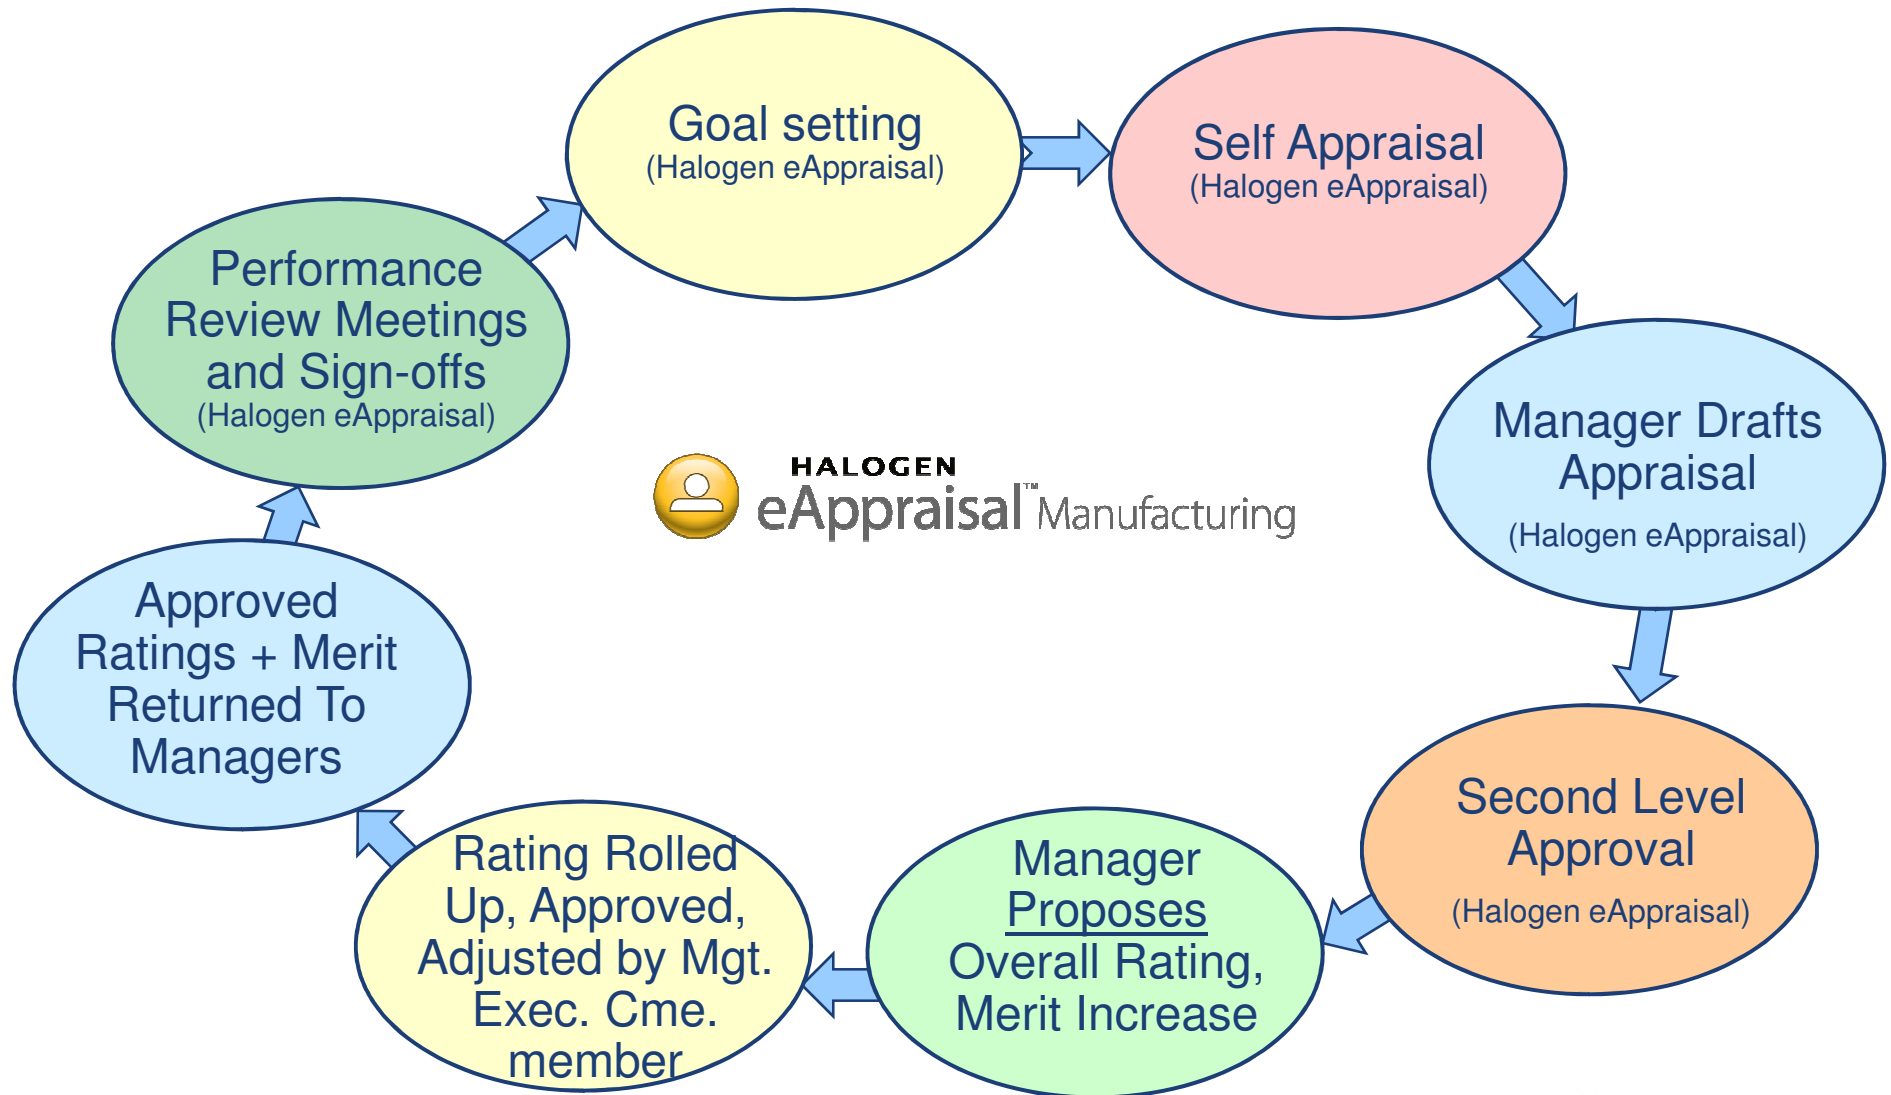 Goal setting
(Halogen eAppraisal)
Self Appraisal
(Halogen eAppraisal)
Manager Drafts
Appraisal
(Halogen eAppraisal)
Second Level
Approval
(Halogen eAppraisal)
Manager
Proposes
Overall Rating,
Merit Increase
Rating Rolled
Up, Approved,
Adjusted by Mgt.
Exec. Cme.
member
Approved
Ratings + Merit
Returned To
Managers
Performance
Review Meetings
and Sign-offs
(Halogen eAppraisal)
HALOGEN
eAppraisal™ Manufacturing